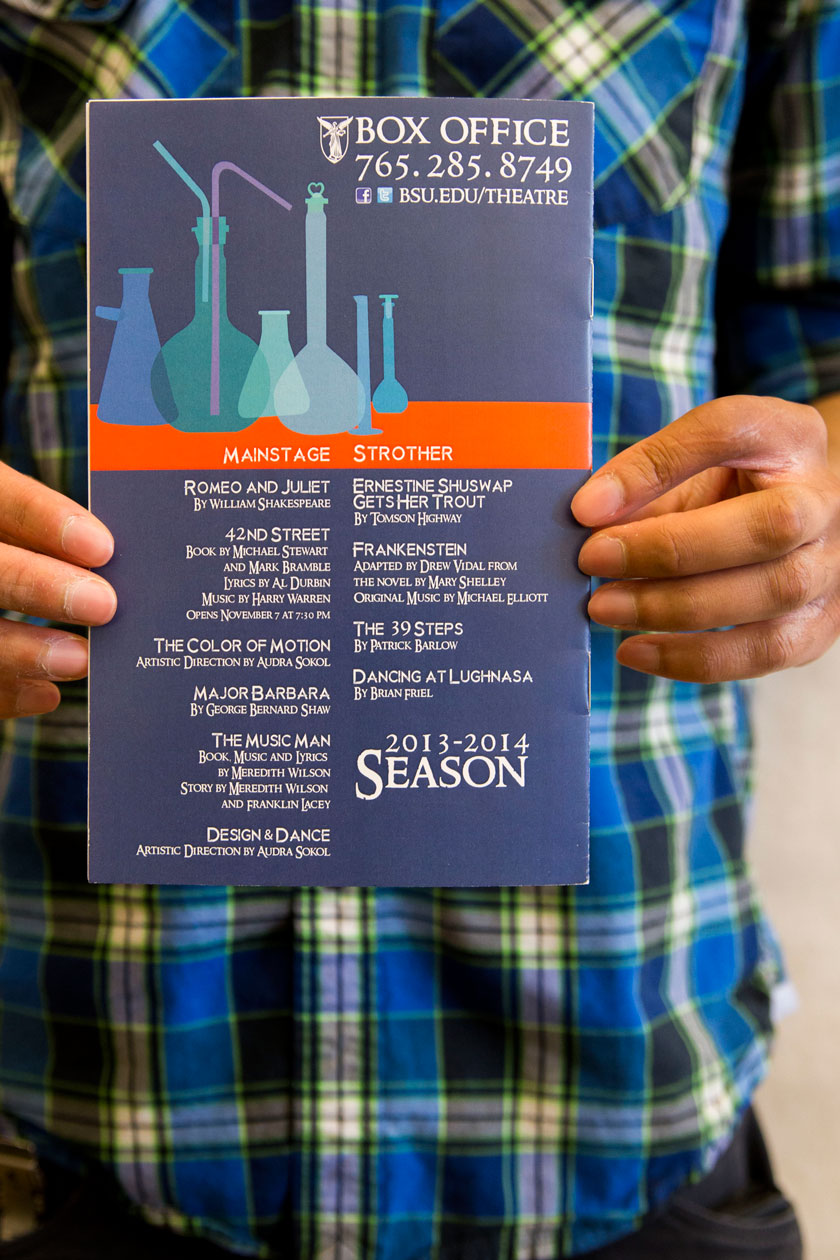 BOX OFFICE
765.285.8749
BSU.EDU/THEATRE
MAINSTAGE
ROMEO AND JULIET
BY WILLIAM SHAKESPEARE
42ND STREET
BOOK BY MICHAEL STEWART
AND MARK BRAMBLE
LYRICS BY AL DURBIN
MUSIC BY HARRY WARREN
OPENS NOVEMBER 7 AT 7:30 PM
THE COLOR OF MOTION
ARTISTIC DIRECTION BY AUDRA SOKOL
MAJOR BARBARA
BY GEORGE BERNARD SHAW
THE MUSIC MAN
BOOK, MUSIC AND LYRICS
BY MEREDITH WILSON
STORY BY MEREDITH WILSON
AND FRANKLIN LACEY
DESIGN & DANCE
ARTISTIC DIRECTION BY AUDRA SOKOL
STROTHER
ERNESTINE SHUSWAP
GETS HER TROUT
BY TOMSON HIGHWAY
FRANKENSTEIN
ADAPTED BY DREW VIDAL FROM
THE NOVEL BY MARY SHELLEY
ORIGINAL MUSIC BY MICHAEL ELLIOTT
THE 39 STEPS
BY PATRICK BARLOW
DANCING AT LUGHNASA
BY BRIAN FRIEL
2013-2014
SEASON